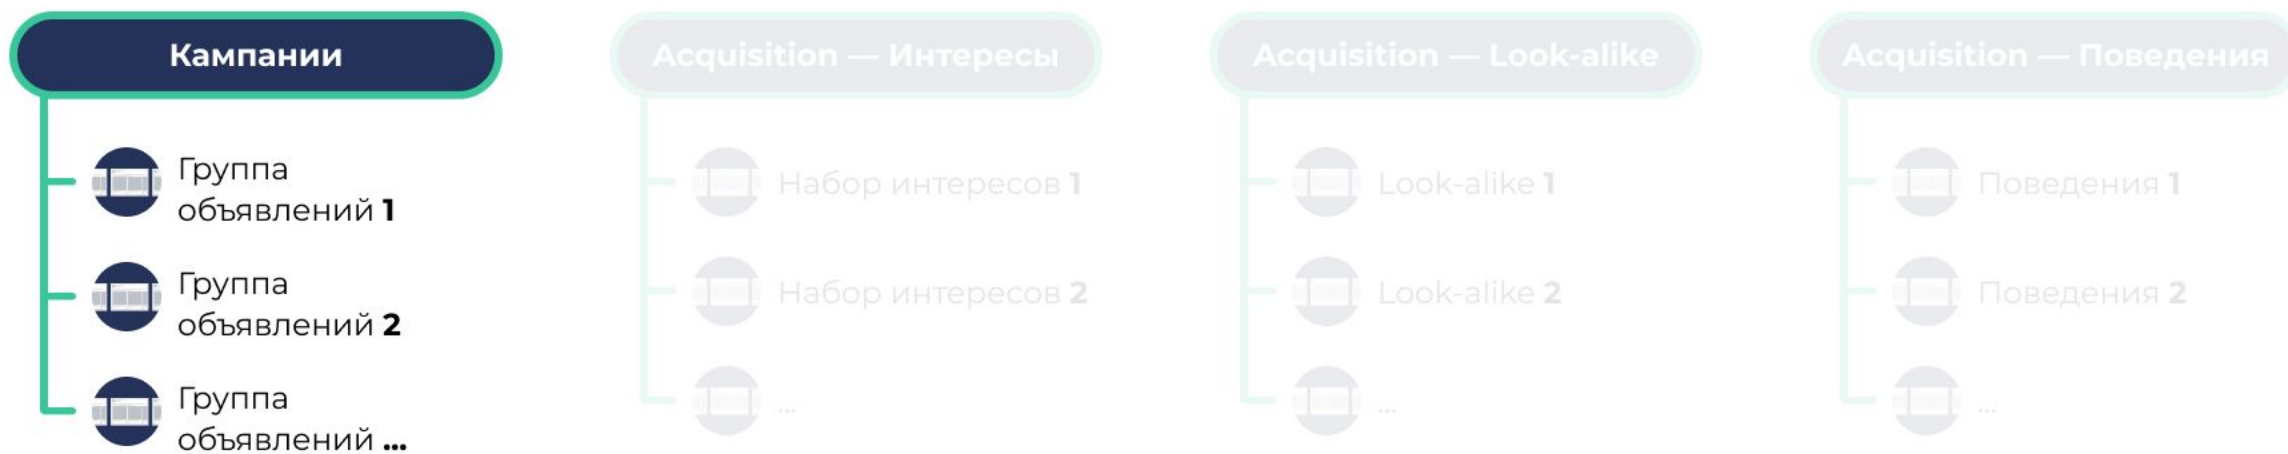 Кампании
Группа
объявлений 1
Группа
объявлений 2
Группа
объявлений ...
Acquisition — Интересы
Набор интересов 1
Набор интересов 2
...
Acquisition — Look-alike
Look-alike 1
Look-alike 2
...
Acquisition — Поведения
Поведения 1
Поведения 2
...